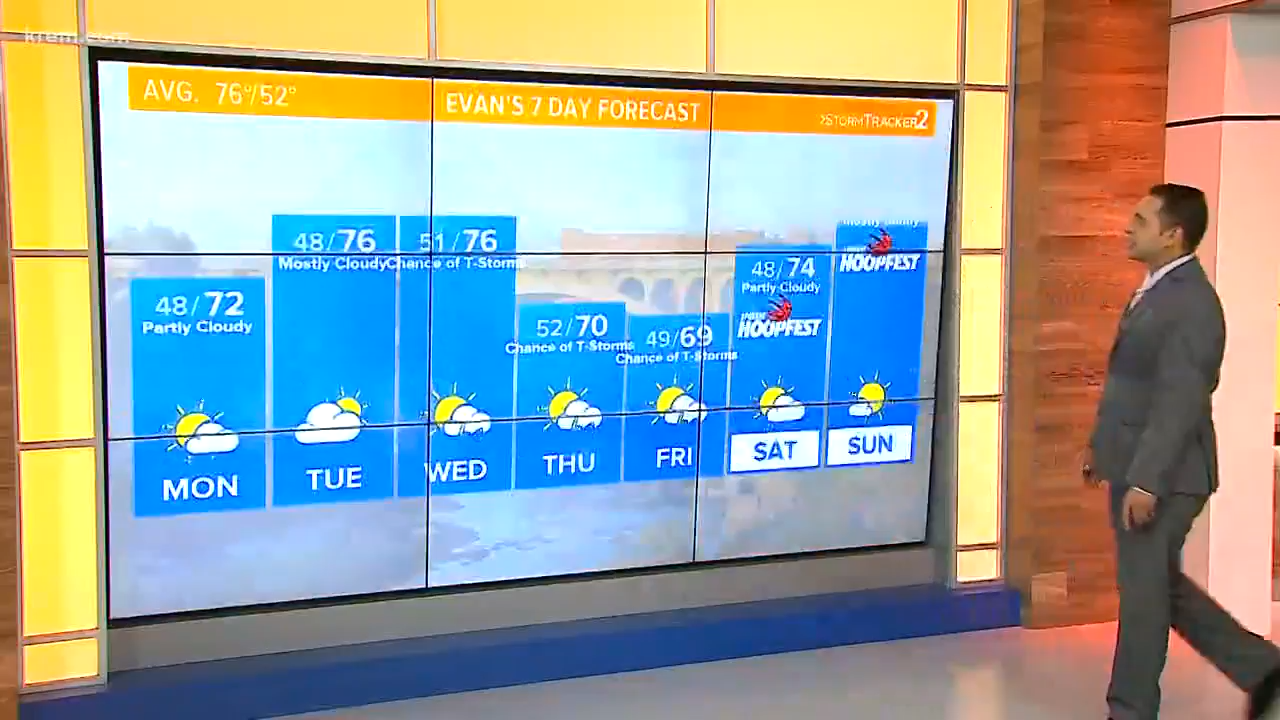 krem.com
AVG. 76°/52°
EVAN'S 7 DAY FORECAST
>STORMTRACKER2
48/72
Partly Cloudy
MON
48/76
Mostly Cloudy
TUE
51/76
Chance of T-Storms
WED
52/70
Chance of T-Storms
THU
49/69
Chance of T-Storms
FRI
48/74
Partly Cloudy
HOOPFEST
SAT
HOOPFEST
SUN